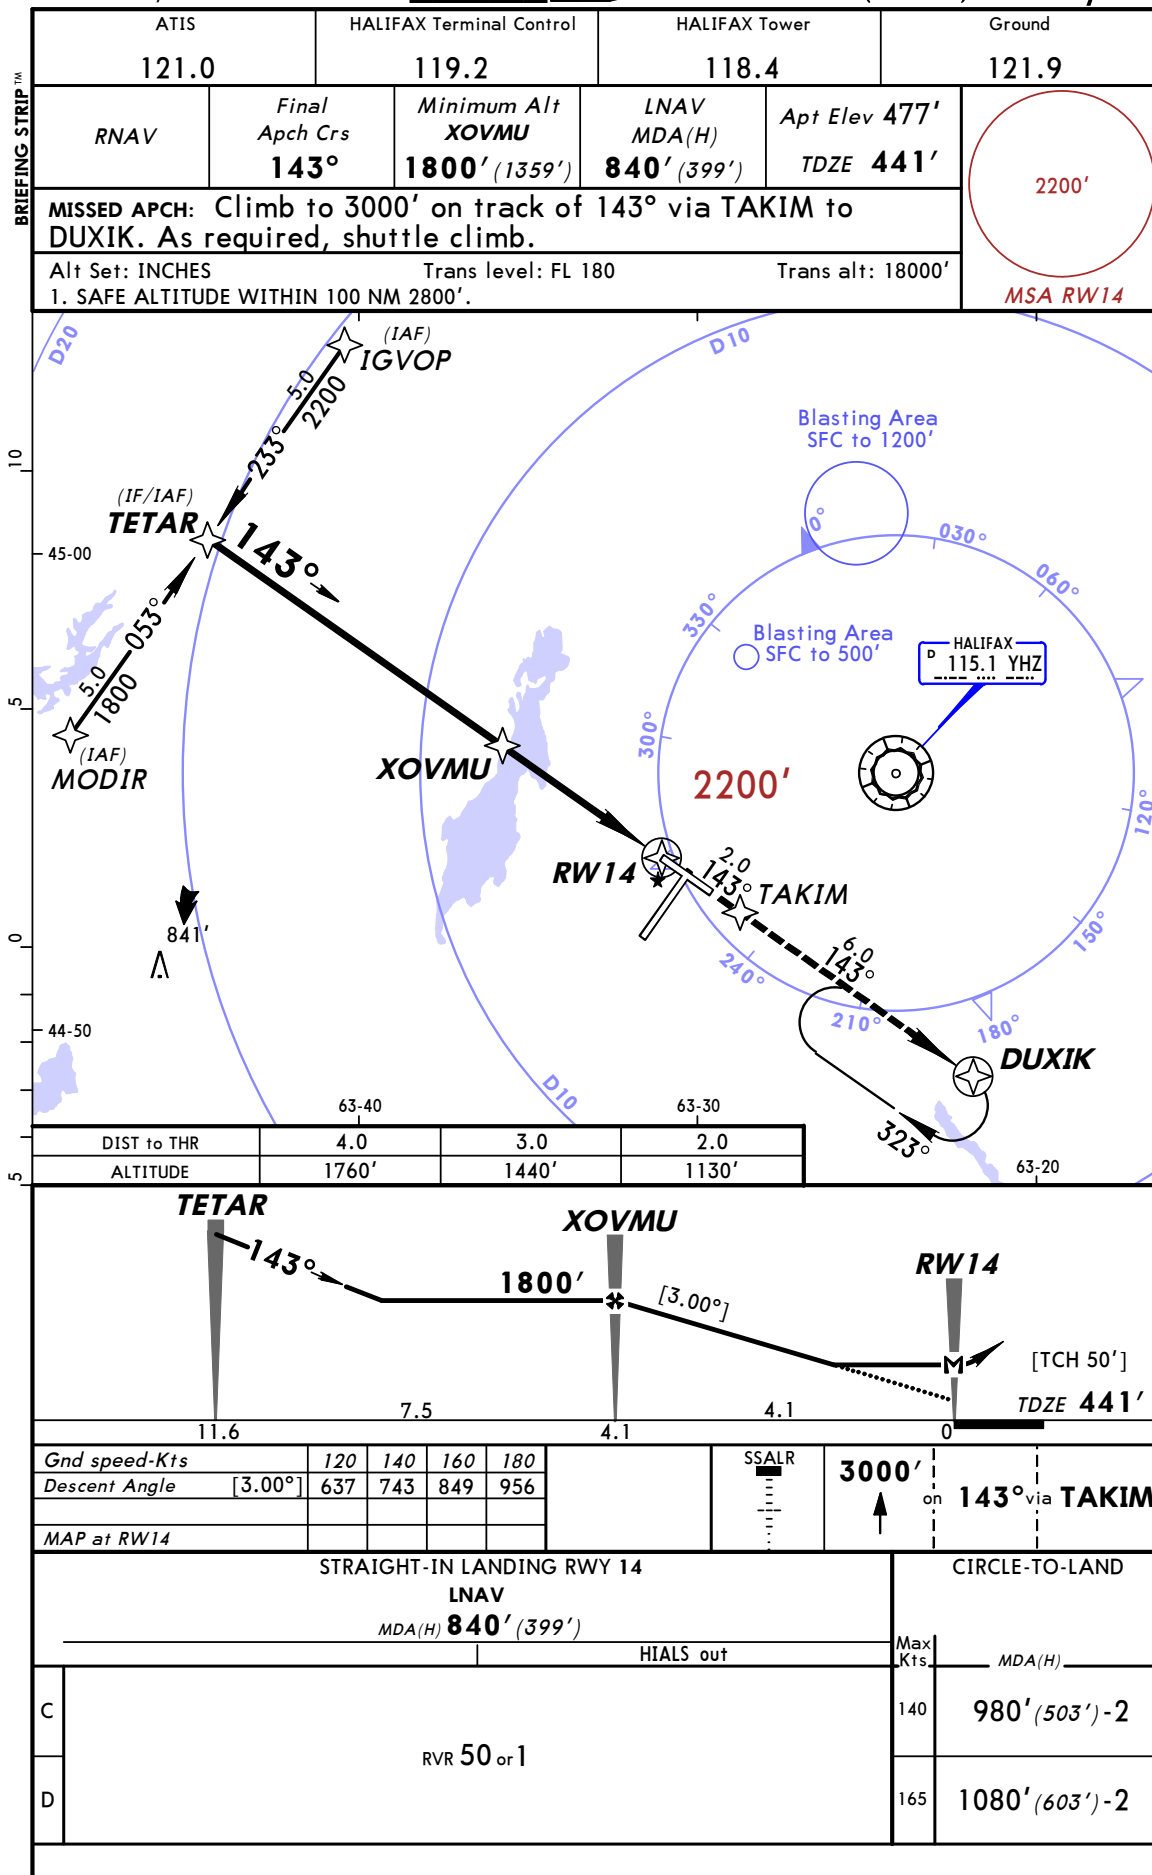 ATIS
121.0
HALIFAX Terminal Control
119.2
HALIFAX Tower
118.4
Ground
121.9
BRIEFING STRIP™
RNAV
Final
Apch Crs
143°
Minimum Alt
XOVMU
1800' (1359')
LNAV
MDA(H)
840' (399')
Apt Elev 477'
TDZE 441'
MISSED APCH: Climb to 3000' on track of 143° via TAKIM to
DUXIK. As required, shuttle climb.
Alt Set: INCHES Trans level: FL 180 Trans alt: 18000'
1. SAFE ALTITUDE WITHIN 100 NM 2800'.
2200'
MSA RW14
D20
(IAF)
IGVOP
5.0
2200
233°
D10
Blasting Area
SFC to 1200'
10
(IF/IAF)
TETAR
143°
45-00
0°
030°
060°
330°
Blasting Area
SFC to 500'
HALIFAX
D 115.1 YHZ
053°
5.0
1800
5
(IAF)
MODIR
XOVMU
300°
2200'
120°
RW14
2.0
143°
TAKIM
841'
0
6.0
143°
150°
240°
210°
180°
44-50
DUXIK
D10
323°
63-40
63-30
63-20
5
DIST to THR 4.0 3.0 2.0
ALTITUDE 1760' 1440' 1130'
TETAR
XOVMU
RW14
143°
1800'
[3.00°]
M
[TCH 50']
TDZE 441'
7.5
4.1
11.6
4.1
0
Gnd speed-Kts 120 140 160 180
Descent Angle [3.00°] 637 743 849 956
MAP at RW14
SSALR
3000'
on 143° via TAKIM
STRAIGHT-IN LANDING RWY 14
LNAV
MDA(H) 840' (399')
HIALS out
CIRCLE-TO-LAND
Max
Kts
MDA(H)
C
RVR 50 or 1
140
980' (503') -2
D
165
1080' (603') -2